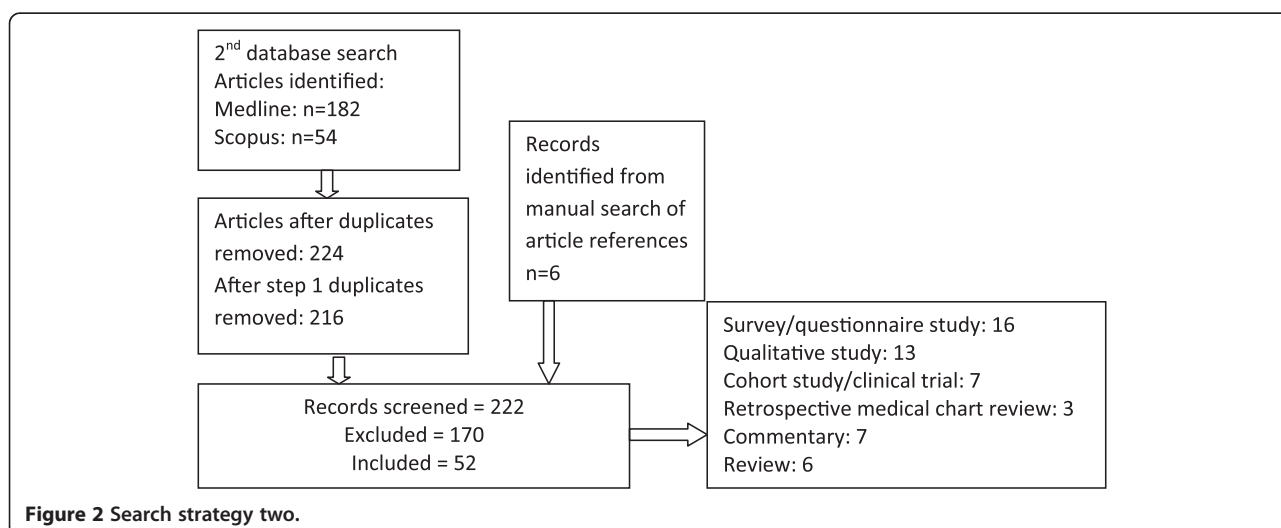 2nd database search
Articles identified:
Medline: n=182
Scopus: n=54
Articles after duplicates
removed: 224
After step 1 duplicates
removed: 216
Records
identified from
manual search of
article references
n=6
Records screened = 222
Excluded = 170
Included = 52
Survey/questionnaire study: 16
Qualitative study: 13
Cohort study/clinical trial: 7
Retrospective medical chart review: 3
Commentary: 7
Review: 6
Figure 2 Search strategy two.